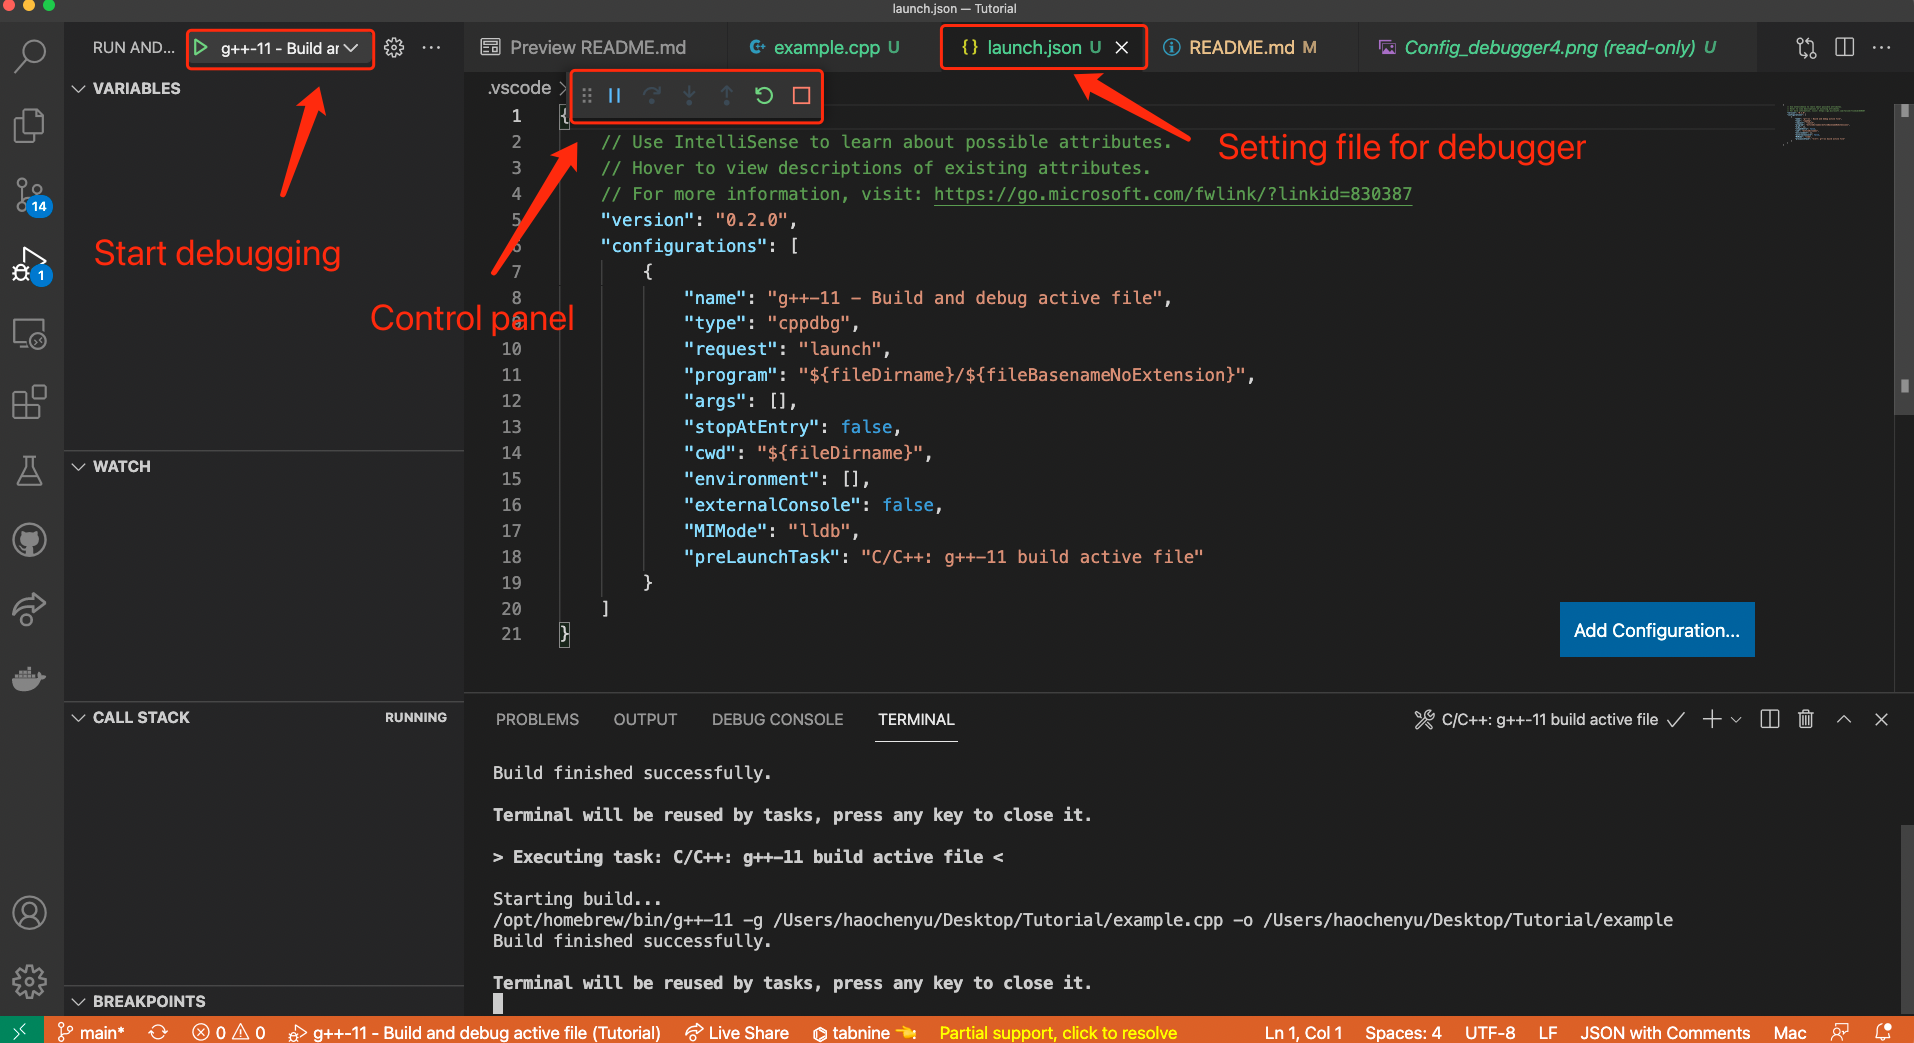 launch.json — Tutorial
RUN AND...
g++-11 - Build ar
Preview README.md
example.cpp U
{} launch.json U
README.md M
Config_debugger4.png (read-only) U
VARIABLES
.vscode
Setting file for debugger
Start debugging
Control panel
1 {
2 // Use IntelliSense to learn about possible attributes.
3 // Hover to view descriptions of existing attributes.
4 // For more information, visit: https://go.microsoft.com/fwlink/?linkid=830387
5 "version": "0.2.0",
6 "configurations": [
7 {
8 "name": "g++-11 - Build and debug active file",
9 "type": "cppdbg",
10 "request": "launch",
11 "program": "${fileDirname}/${fileBasenameNoExtension}",
12 "args": [],
13 "stopAtEntry": false,
14 "cwd": "${fileDirname}",
15 "environment": [],
16 "externalConsole": false,
17 "MIMode": "lldb",
18 "preLaunchTask": "C/C++: g++-11 build active file"
19 }
20 ]
21 }
Add Configuration...
14
1
WATCH
CALL STACK
RUNNING
BREAKPOINTS
PROBLEMS
OUTPUT
DEBUG CONSOLE
TERMINAL
C/C++: g++-11 build active file
Build finished successfully.
Terminal will be reused by tasks, press any key to close it.
> Executing task: C/C++: g++-11 build active file <
Starting build...
/opt/homebrew/bin/g++-11 -g /Users/haochenyu/Desktop/Tutorial/example.cpp -o /Users/haochenyu/Desktop/Tutorial/example
Build finished successfully.
Terminal will be reused by tasks, press any key to close it.
main*
0
0
g++-11 - Build and debug active file (Tutorial)
Live Share
tabnine
Partial support, click to resolve
Ln 1, Col 1
Spaces: 4
UTF-8
LF
JSON with Comments
Mac